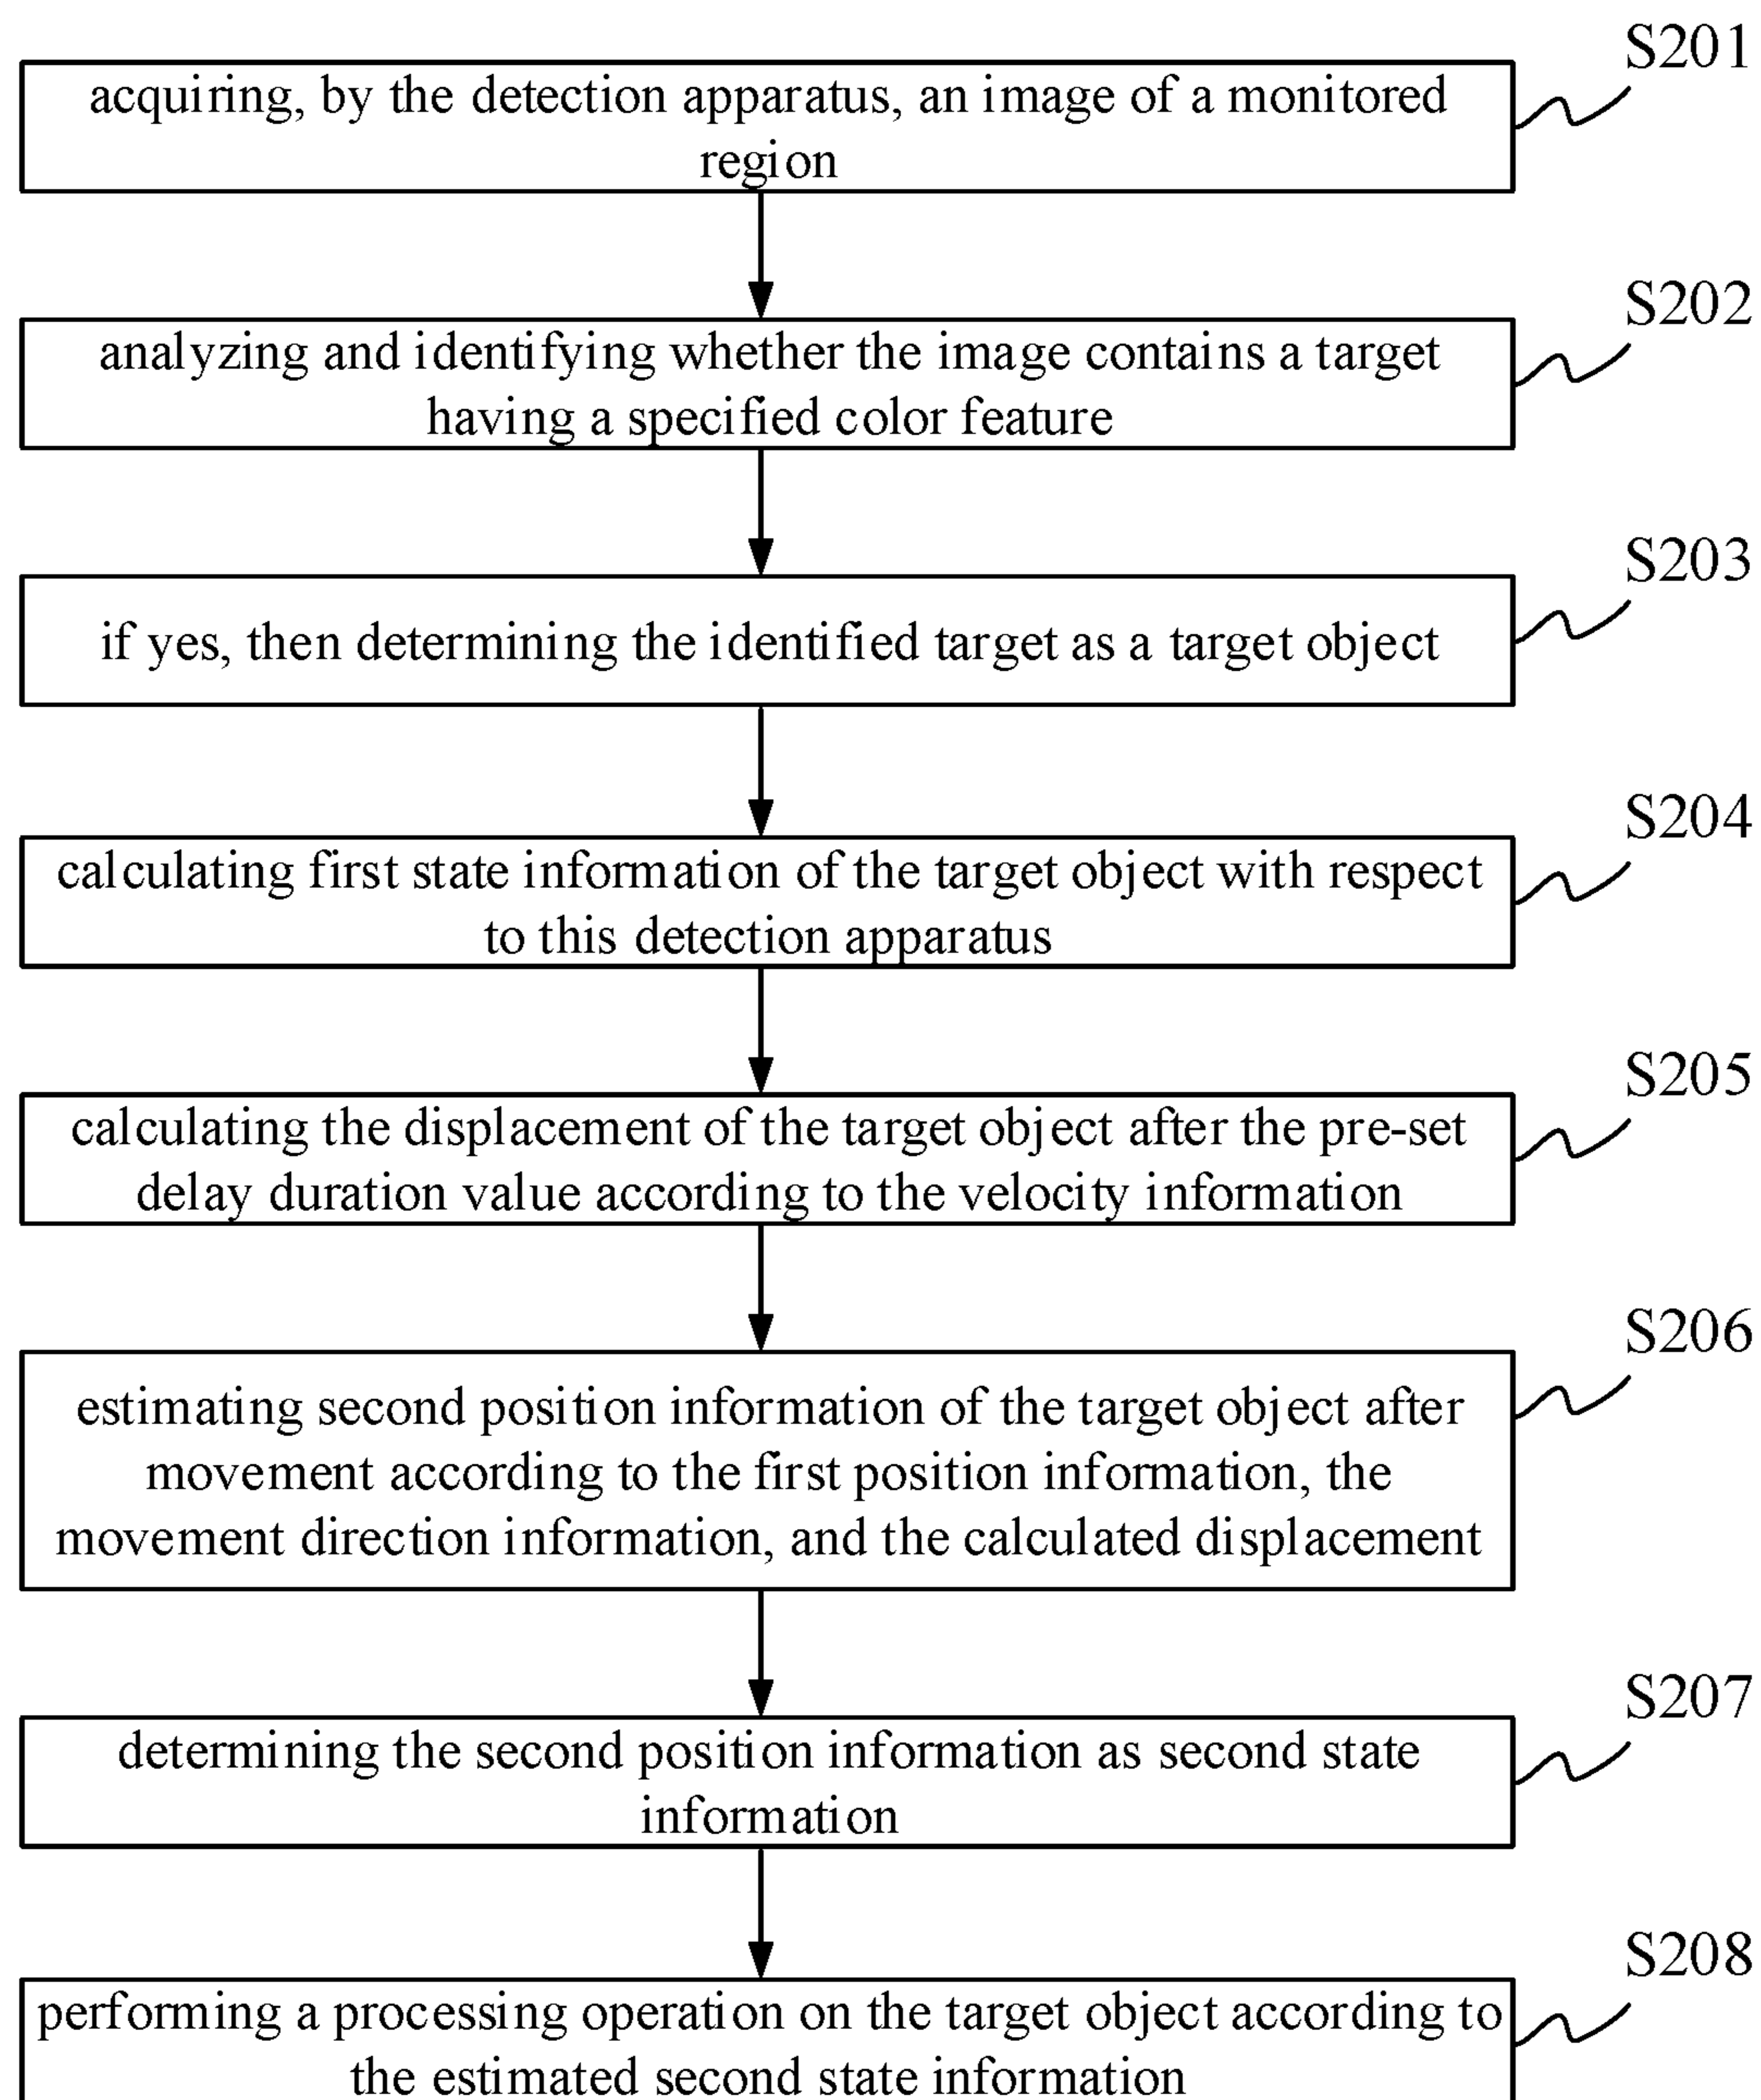 S201
acquiring, by the detection apparatus, an image of a monitored
region
S202
analyzing and identifying whether the image contains a target
having a specified color feature
S203
if yes, then determining the identified target as a target object
S204
calculating first state information of the target object with respect
to this detection apparatus
S205
calculating the displacement of the target object after the pre-set
delay duration value according to the velocity information
S206
estimating second position information of the target object after
movement according to the first position information, the
movement direction information, and the calculated displacement
S207
determining the second position information as second state
information
S208
performing a processing operation on the target object according to
the estimated second state information